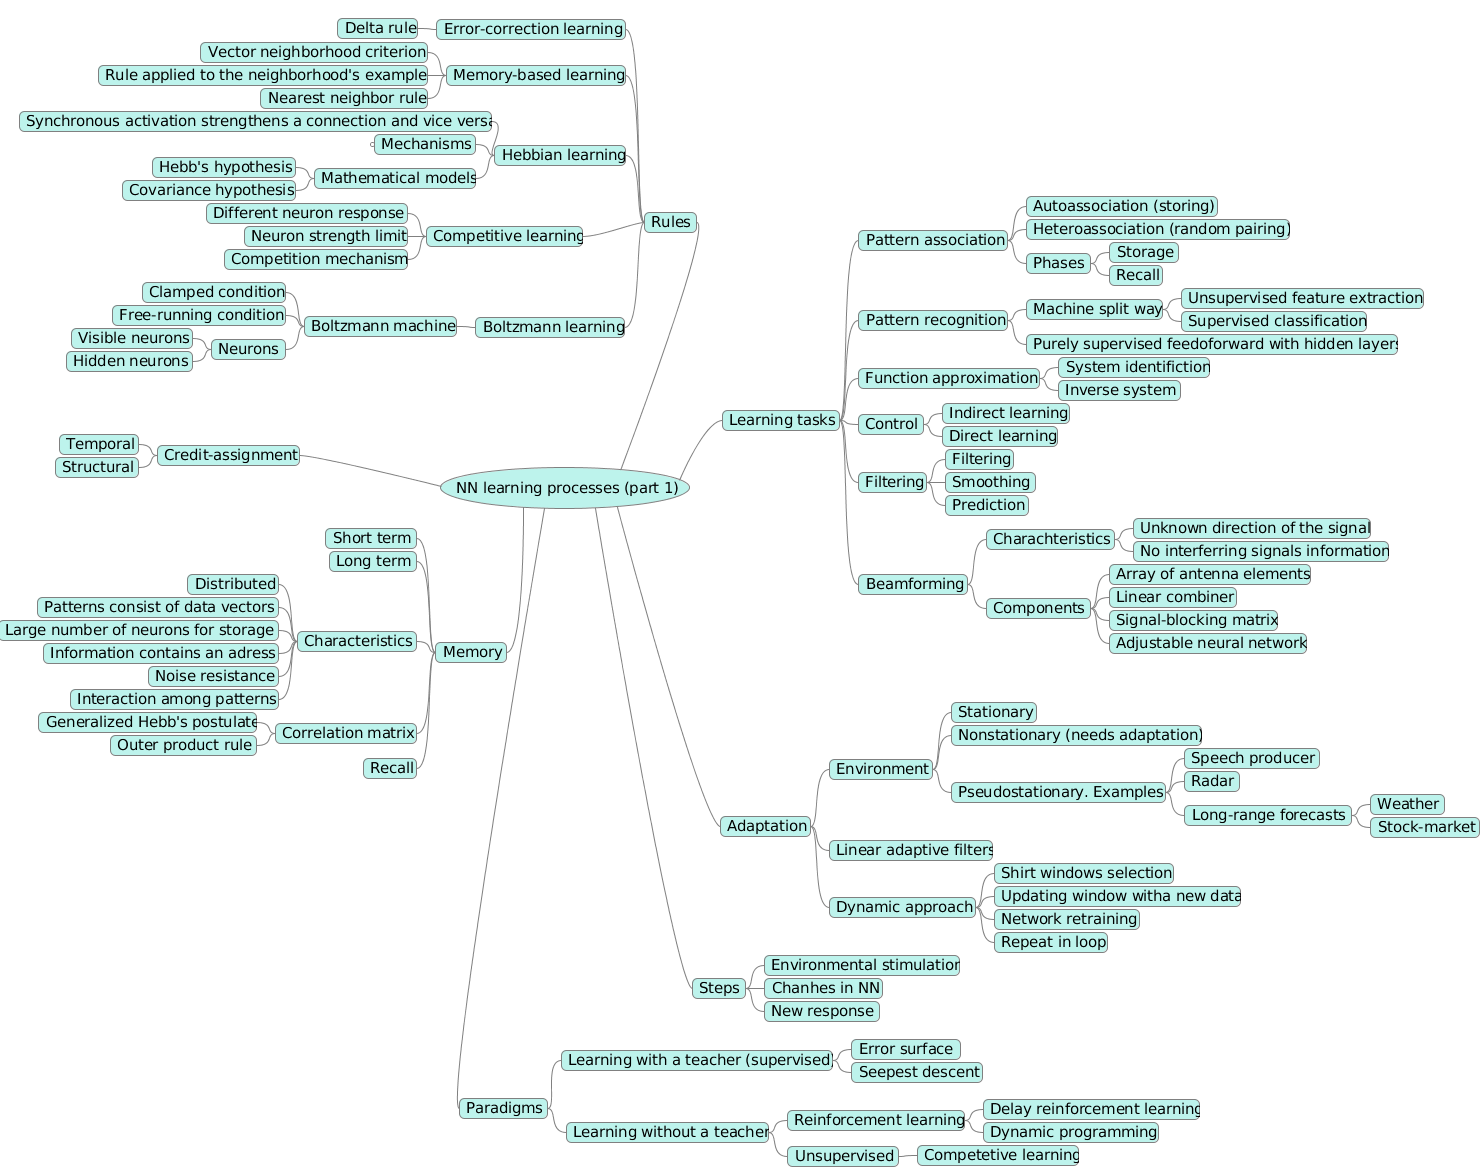 NN learning processes (part 1)
Rules
Error-correction learning
Delta rule
Memory-based learning
Vector neighborhood criterion
Rule applied to the neighborhood's example
Nearest neighbor rule
Hebbian learning
Synchronous activation strengthens a connection and vice versa
Mechanisms
Mathematical models
Hebb's hypothesis
Covariance hypothesis
Competitive learning
Different neuron response
Neuron strength limit
Competition mechanism
Boltzmann learning
Boltzmann machine
Clamped condition
Free-running condition
Neurons
Visible neurons
Hidden neurons
Credit-assignment
Temporal
Structural
Memory
Short term
Long term
Characteristics
Distributed
Patterns consist of data vectors
Large number of neurons for storage
Information contains an adress
Noise resistance
Interaction among patterns
Correlation matrix
Generalized Hebb's postulate
Outer product rule
Recall
Learning tasks
Pattern association
Autoassociation (storing)
Heteroassociation (random pairing)
Phases
Storage
Recall
Pattern recognition
Machine split way
Unsupervised feature extraction
Supervised classification
Purely supervised feedoforward with hidden layers
Function approximation
System identifiction
Inverse system
Control
Indirect learning
Direct learning
Filtering
Filtering
Smoothing
Prediction
Beamforming
Charachteristics
Unknown direction of the signal
No interferring signals information
Components
Array of antenna elements
Linear combiner
Signal-blocking matrix
Adjustable neural network
Adaptation
Environment
Stationary
Nonstationary (needs adaptation)
Pseudostationary. Examples
Speech producer
Radar
Long-range forecasts
Weather
Stock-market
Linear adaptive filters
Dynamic approach
Shirt windows selection
Updating window witha new data
Network retraining
Repeat in loop
Steps
Environmental stimulation
Chanhes in NN
New response
Paradigms
Learning with a teacher (supervised)
Error surface
Seepest descent
Learning without a teacher
Reinforcement learning
Delay reinforcement learning
Dynamic programming
Unsupervised
Competetive learning